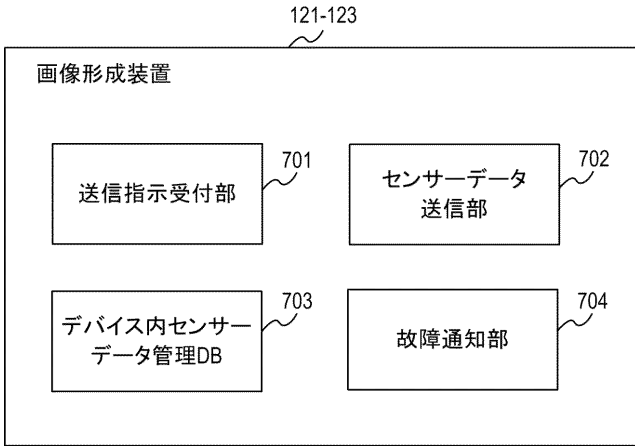 121-123
画像形成装置
701
送信指示受付部
702
センサーデータ
送信部
703
デバイス内センサー
データ管理DB
704
故障通知部